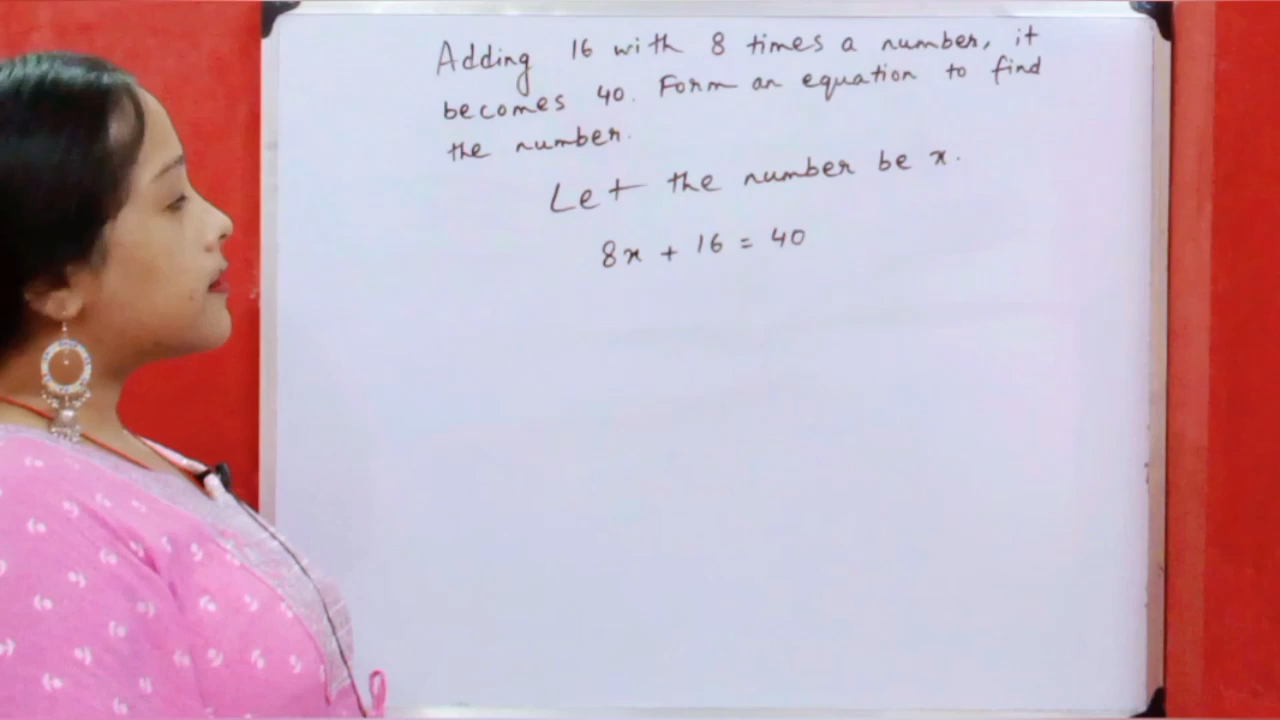 Adding 16 with 8 times a number, it
becomes 40. Form an equation to find
the number.
Let the number be x.
8x + 16 = 40